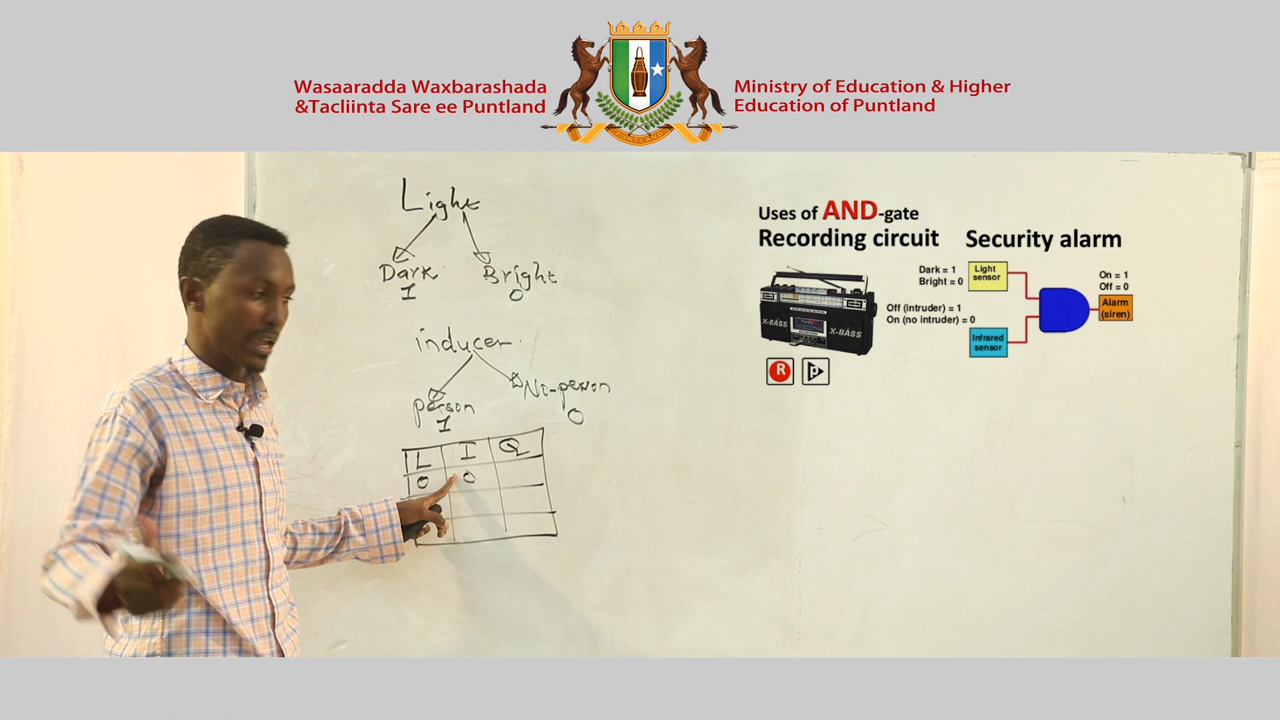 Wasaaradda Waxbarashada
&Tacliinta Sare ee Puntland
Ministry of Education & Higher
Education of Puntland
PUNTLAND
Light
Dark
1
Bright
0
inducer
person
1
No-person
0
L I Q
0 0
Uses of AND-gate
Recording circuit
Security alarm
X-BASS
X-BASS
R
Dark = 1
Bright = 0
Light
sensor
Off (intruder) = 1
On (no intruder) = 0
Infrared
sensor
On = 1
Off = 0
Alarm
(siren)